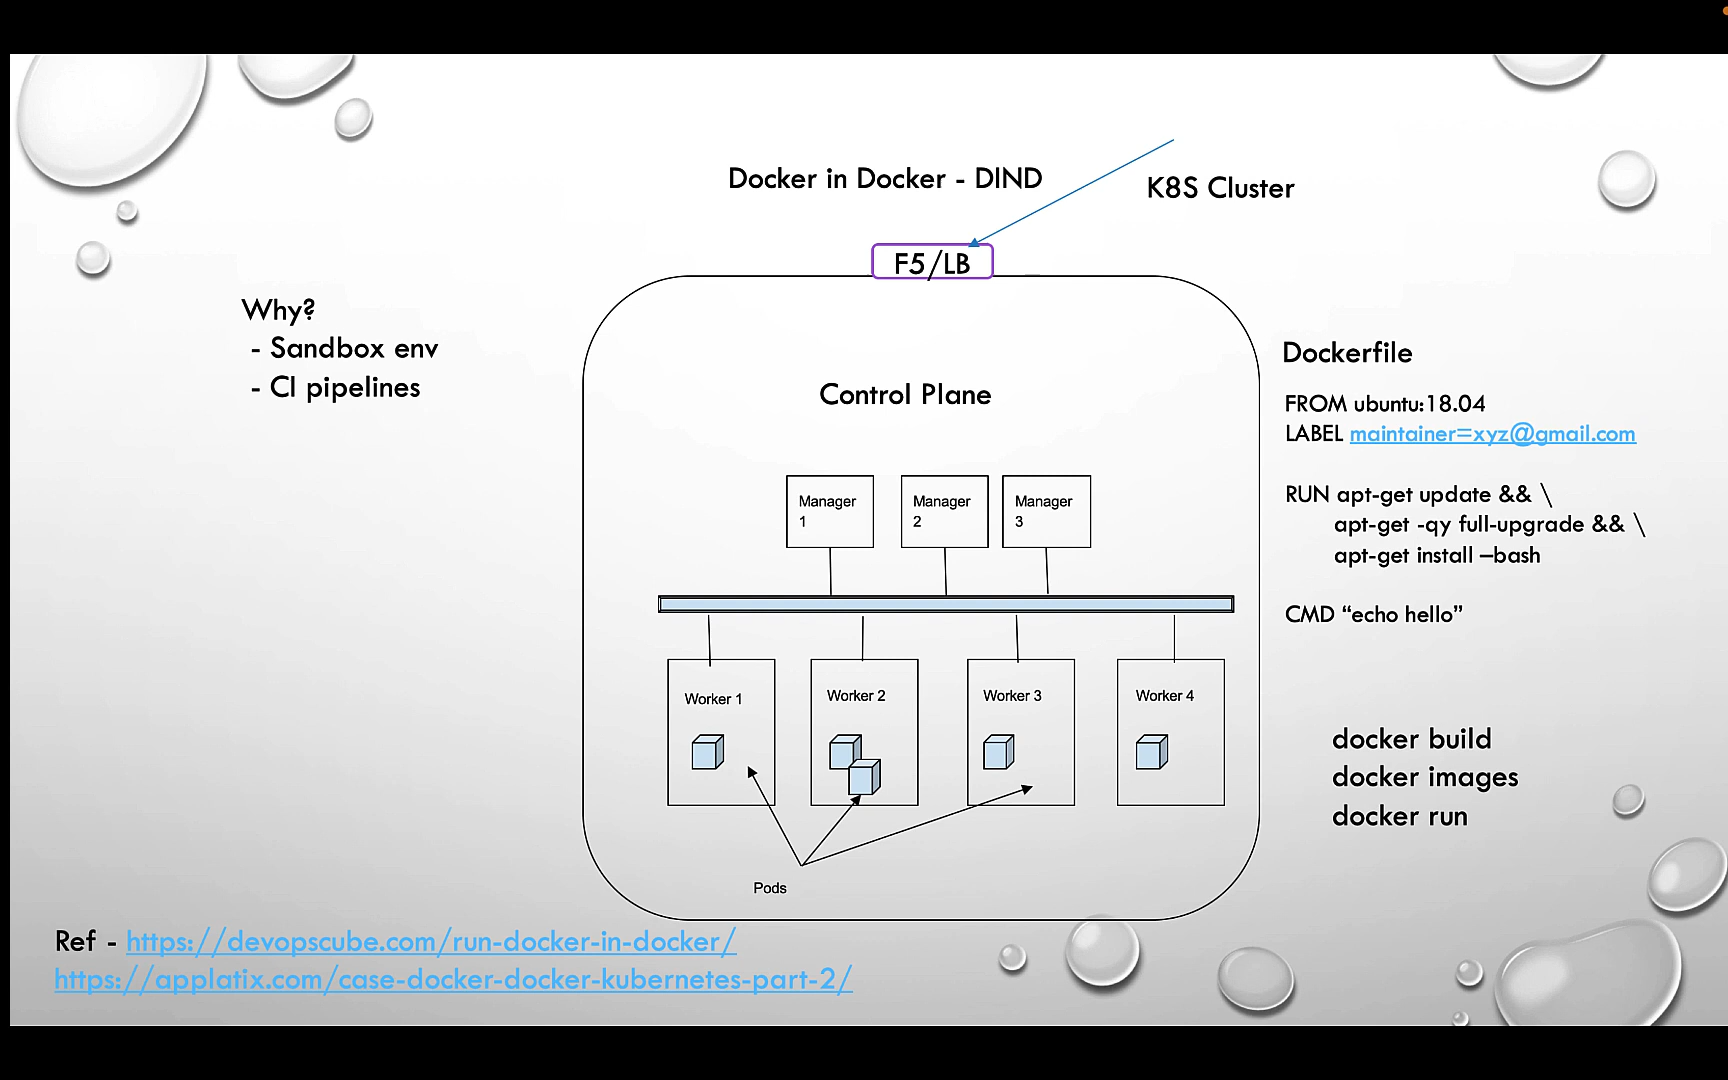 Docker in Docker - DIND
K8S Cluster
F5/LB
Why?
- Sandbox env
- CI pipelines
Control Plane
Manager
1
Manager
2
Manager
3
Worker 1
Worker 2
Worker 3
Worker 4
Pods
Dockerfile
FROM ubuntu:18.04
LABEL maintainer=xyz@gmail.com
RUN apt-get update && \
apt-get -qy full-upgrade && \
apt-get install –bash
CMD “echo hello”
docker build
docker images
docker run
Ref - https://devopscube.com/run-docker-in-docker/
https://applatix.com/case-docker-docker-kubernetes-part-2/